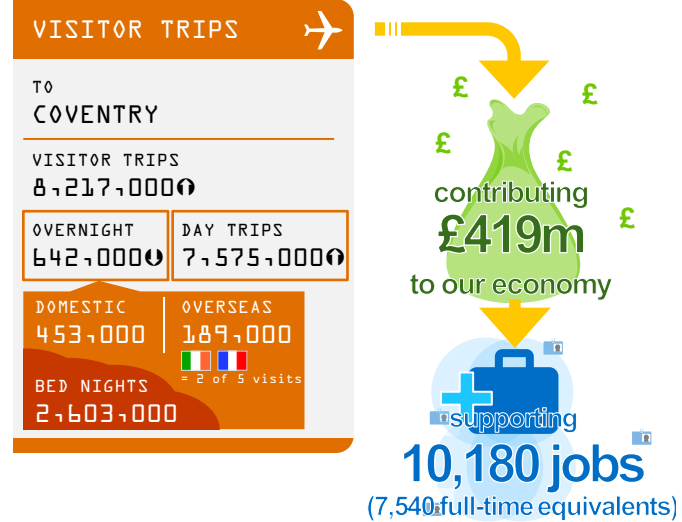 VISITOR TRIPS
TO
COVENTRY
VISITOR TRIPS
8,217,000
OVERNIGHT
642,000
DAY TRIPS
7,575,000
DOMESTIC
453,000
OVERSEAS
189,000
= 2 of 5 visits
BED NIGHTS
2,603,000
£
£
£
£
£
contributing
£419m
to our economy
supporting
10,180 jobs
(7,540 full-time equivalents)